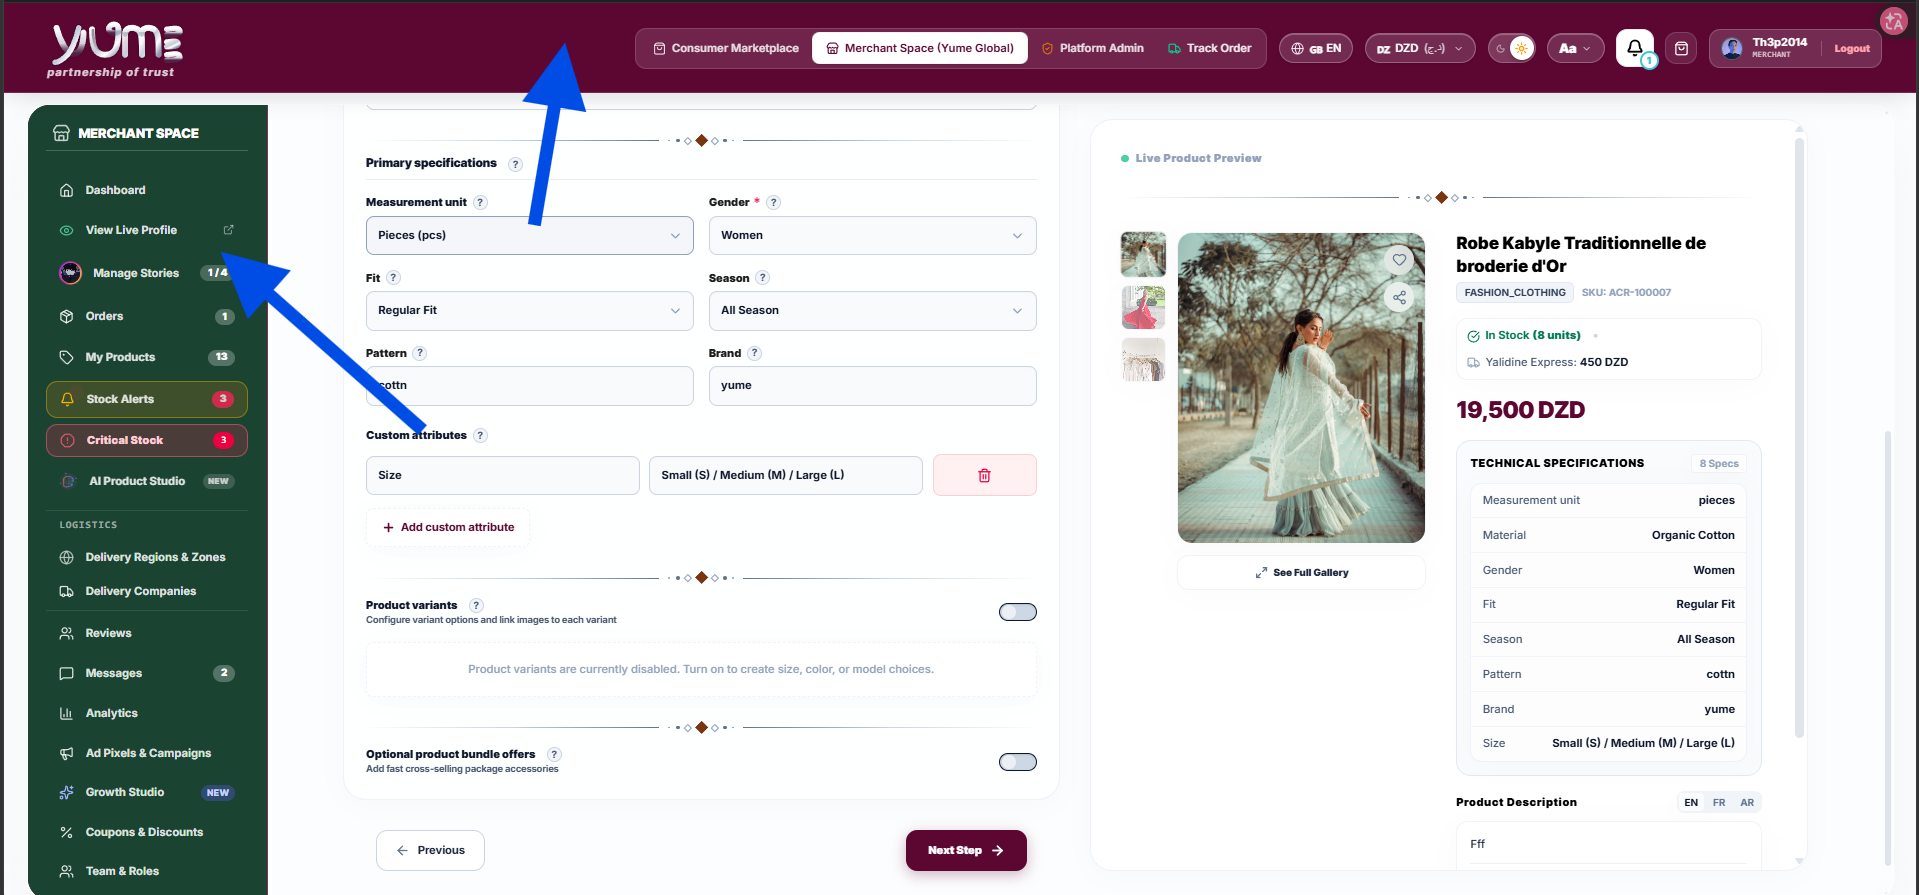 yume
partnership of trust
Consumer Marketplace
Merchant Space (Yume Global)
Platform Admin
Track Order
GB EN
DZ DZD (د.ج)
Aa
1
Th3p2014
MERCHANT
Logout
MERCHANT SPACE
Dashboard
View Live Profile
Manage Stories 1/4
Orders 1
My Products 13
Stock Alerts 3
Critical Stock 3
AI Product Studio NEW
LOGISTICS
Delivery Regions & Zones
Delivery Companies
Reviews
Messages 2
Analytics
Ad Pixels & Campaigns
Growth Studio NEW
Coupons & Discounts
Team & Roles
Primary specifications ?
Measurement unit ?
Pieces (pcs)
Gender * ?
Women
Fit ?
Regular Fit
Season ?
All Season
Pattern ?
cottn
Brand ?
yume
Custom attributes ?
Size
Small (S) / Medium (M) / Large (L)
+ Add custom attribute
Product variants ?
Configure variant options and link images to each variant
Product variants are currently disabled. Turn on to create size, color, or model choices.
Optional product bundle offers ?
Add fast cross-selling package accessories
Previous
Next Step
Live Product Preview
See Full Gallery
Robe Kabyle Traditionnelle de
broderie d'Or
FASHION_CLOTHING SKU: ACR-100007
In Stock (8 units)
Yalidine Express: 450 DZD
19,500 DZD
TECHNICAL SPECIFICATIONS 8 Specs
Measurement unit pieces
Material Organic Cotton
Gender Women
Fit Regular Fit
Season All Season
Pattern cottn
Brand yume
Size Small (S) / Medium (M) / Large (L)
Product Description EN FR AR
Fff